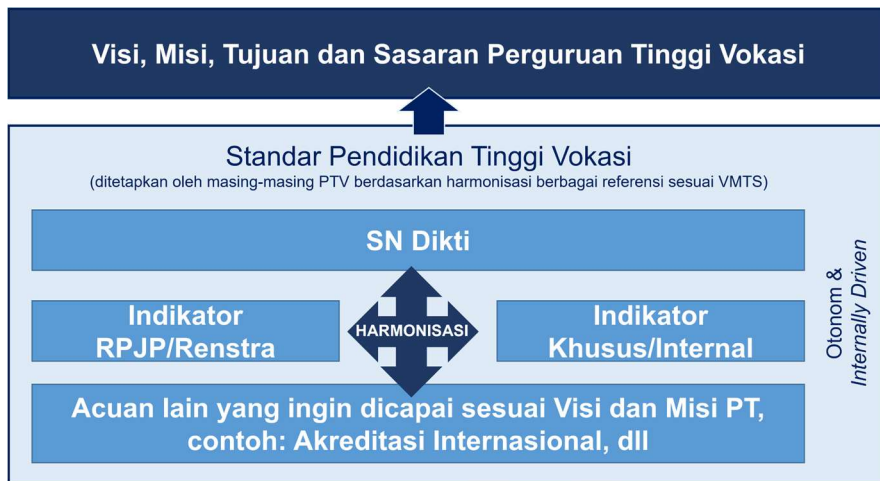 Visi, Misi, Tujuan dan Sasaran Perguruan Tinggi Vokasi
Standar Pendidikan Tinggi Vokasi
(ditetapkan oleh masing-masing PTV berdasarkan harmonisasi berbagai referensi sesuai VMTS)
SN Dikti
Indikator
RPJP/Renstra
HARMONISASI
Indikator
Khusus/Internal
Acuan lain yang ingin dicapai sesuai Visi dan Misi PT,
contoh: Akreditasi Internasional, dll
Otonom &
Internally Driven